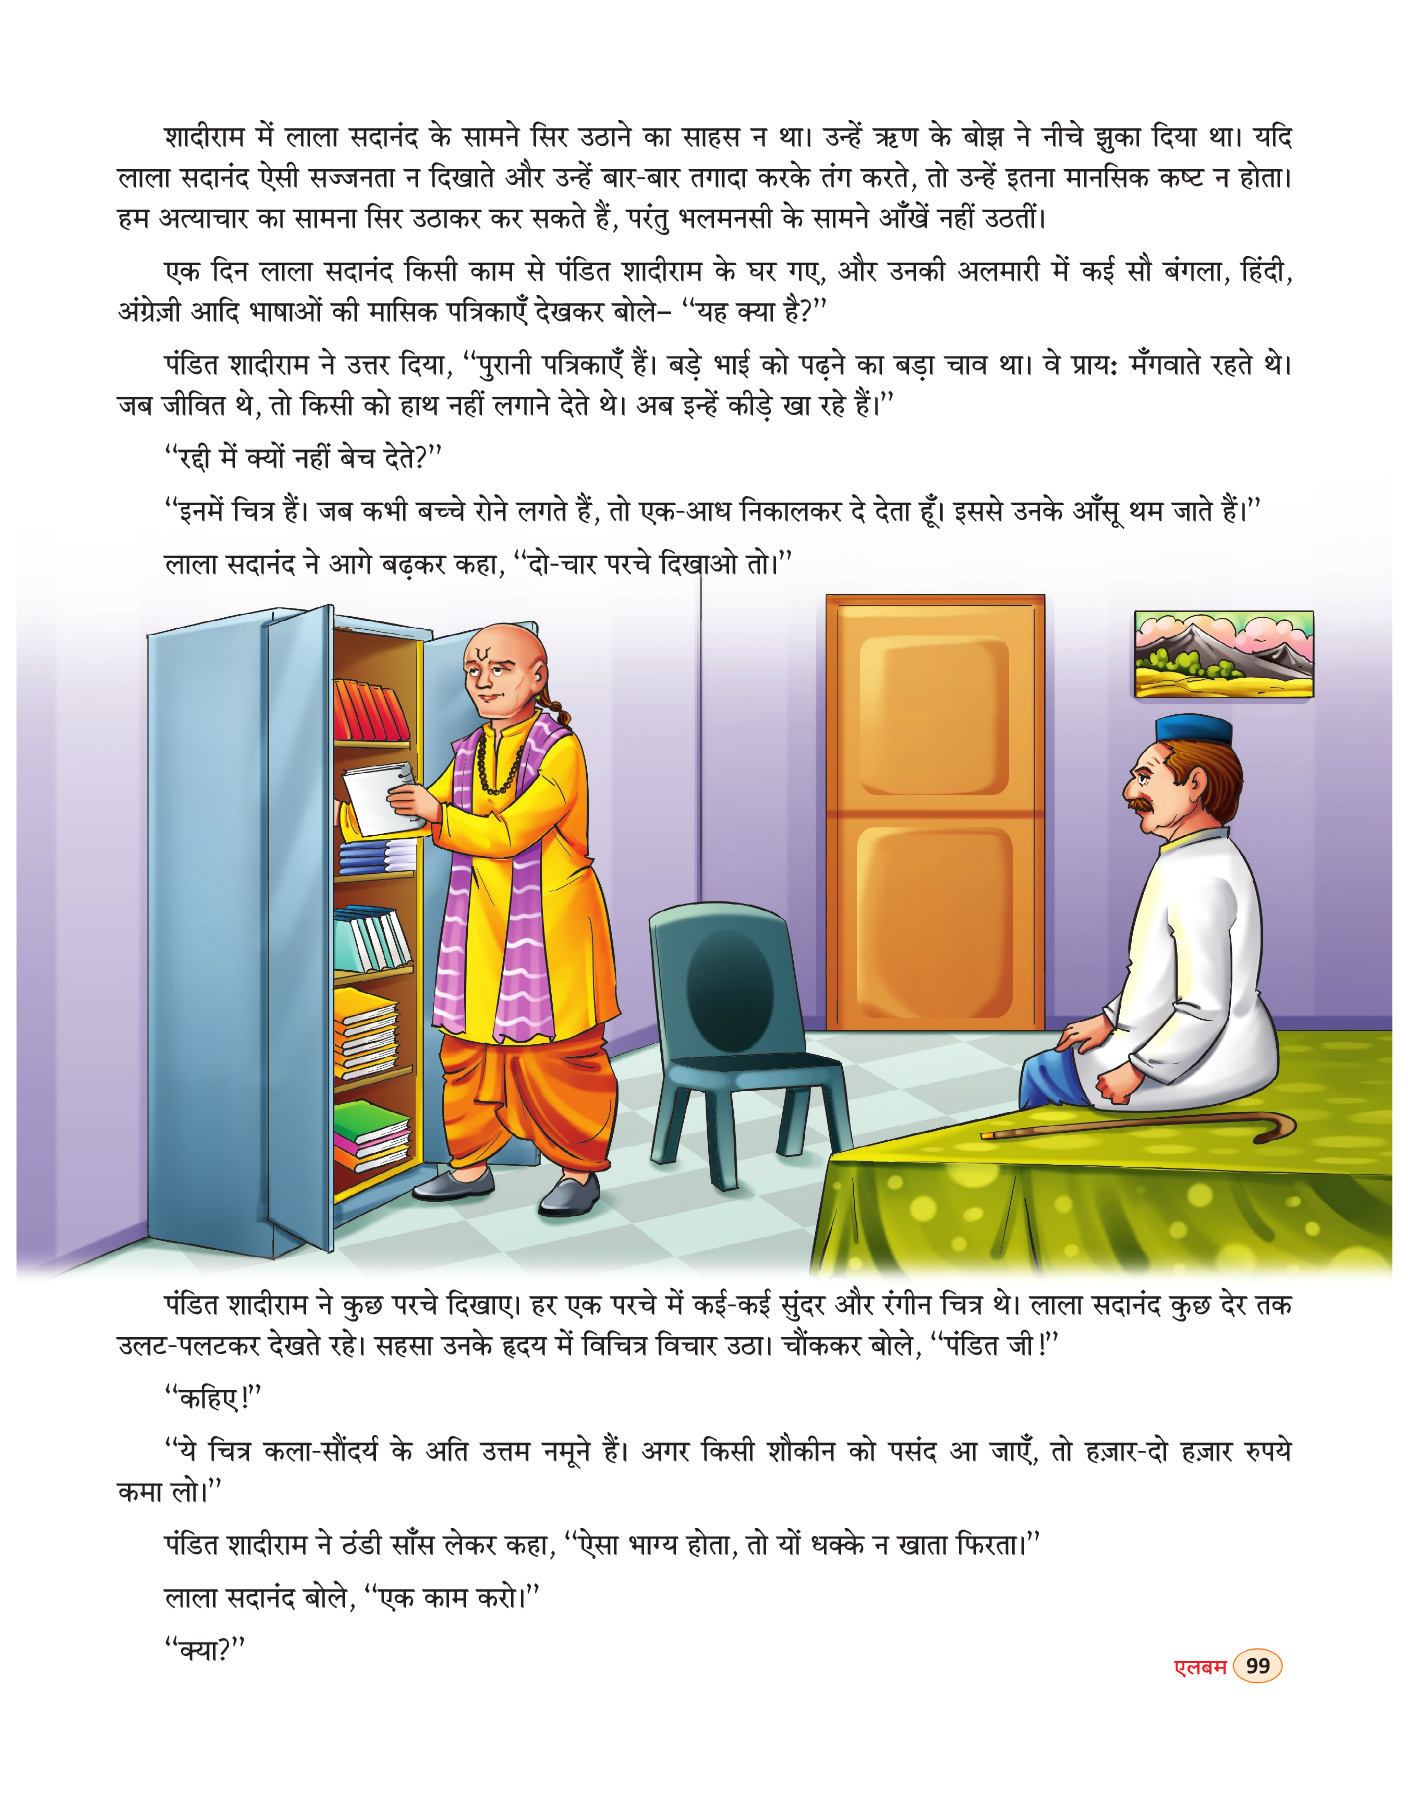 शादीराम में लाला सदानंद के सामने सिर उठाने का साहस न था। उन्हें ऋण के बोझ ने नीचे झुका दिया था। यदि
लाला सदानंद ऐसी सज्जनता न दिखाते और उन्हें बार-बार तगादा करके तंग करते, तो उन्हें इतना मानसिक कष्ट न होता।
हम अत्याचार का सामना सिर उठाकर कर सकते हैं, परंतु भलमनसी के सामने आँखें नहीं उठतीं।
एक दिन लाला सदानंद किसी काम से पंडित शादीराम के घर गए, और उनकी अलमारी में कई सौ बंगला, हिंदी,
अंग्रेज़ी आदि भाषाओं की मासिक पत्रिकाएँ देखकर बोले– “यह क्या है?”
पंडित शादीराम ने उत्तर दिया, “पुरानी पत्रिकाएँ हैं। बड़े भाई को पढ़ने का बड़ा चाव था। वे प्रायः मँगवाते रहते थे।
जब जीवित थे, तो किसी को हाथ नहीं लगाने देते थे। अब इन्हें कीड़े खा रहे हैं।”
“रद्दी में क्यों नहीं बेच देते?”
“इनमें चित्र हैं। जब कभी बच्चे रोने लगते हैं, तो एक-आध निकालकर दे देता हूँ। इससे उनके आँसू थम जाते हैं।”
लाला सदानंद ने आगे बढ़कर कहा, “दो-चार परचे दिखाओ तो।”
पंडित शादीराम ने कुछ परचे दिखाए। हर एक परचे में कई-कई सुंदर और रंगीन चित्र थे। लाला सदानंद कुछ देर तक
उलट-पलटकर देखते रहे। सहसा उनके हृदय में विचित्र विचार उठा। चौंककर बोले, “पंडित जी!”
“कहिए!”
“ये चित्र कला-सौंदर्य के अति उत्तम नमूने हैं। अगर किसी शौकीन को पसंद आ जाएँ, तो हज़ार-दो हज़ार रुपये
कमा लो।”
पंडित शादीराम ने ठंडी साँस लेकर कहा, “ऐसा भाग्य होता, तो यों धक्के न खाता फिरता।”
लाला सदानंद बोले, “एक काम करो।”
“क्या?”
एलबम 99